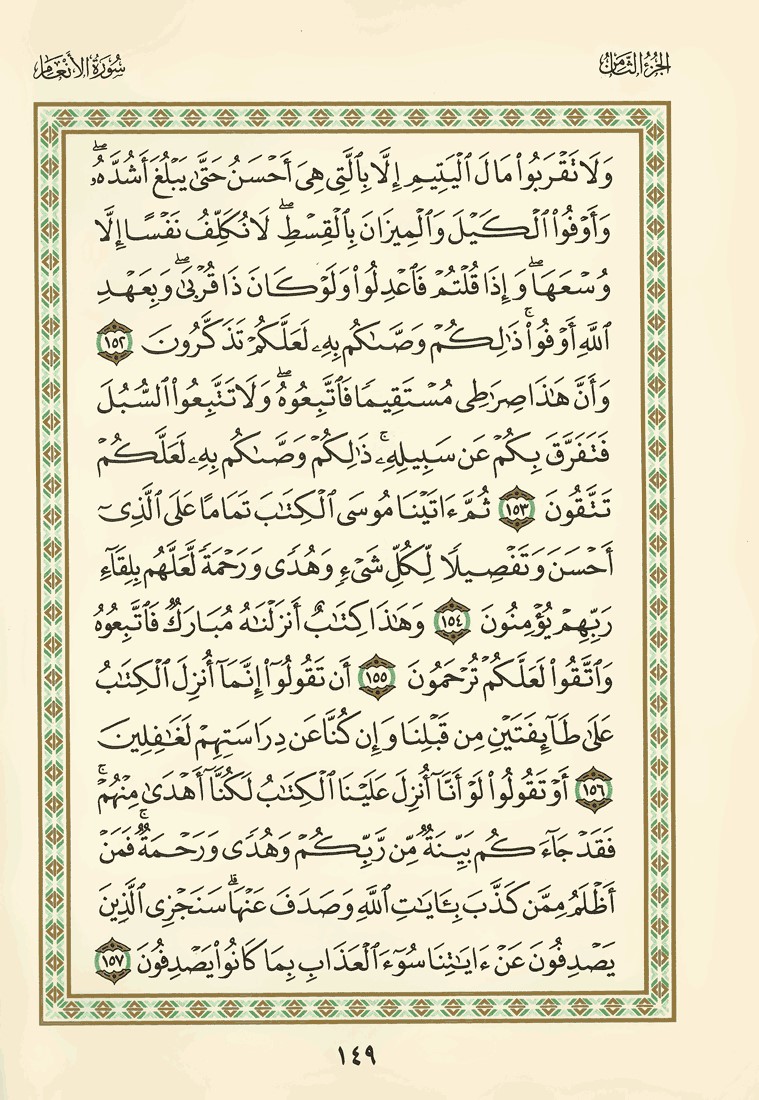 الجزء الثامن
سورة الأنعام
وَلَا تَقْرَبُوا۟ مَالَ ٱلْيَتِيمِ إِلَّا بِٱلَّتِى هِىَ أَحْسَنُ حَتَّىٰ يَبْلُغَ أَشُدَّهُۥۖ
وَأَوْفُوا۟ ٱلْكَيْلَ وَٱلْمِيزَانَ بِٱلْقِسْطِۖ لَا نُكَلِّفُ نَفْسًا إِلَّا
وُسْعَهَاۖ وَإِذَا قُلْتُمْ فَٱعْدِلُوا۟ وَلَوْ كَانَ ذَا قُرْبَىٰۖ وَبِعَهْدِ
ٱللَّهِ أَوْفُوا۟ۚ ذَٰلِكُمْ وَصَّىٰكُم بِهِۦ لَعَلَّكُمْ تَذَكَّرُونَ ١٥٢
وَأَنَّ هَٰذَا صِرَٰطِى مُسْتَقِيمًا فَٱتَّبِعُوهُۖ وَلَا تَتَّبِعُوا۟ ٱلسُّبُلَ
فَتَفَرَّقَ بِكُمْ عَن سَبِيلِهِۦۚ ذَٰلِكُمْ وَصَّىٰكُم بِهِۦ لَعَلَّكُمْ
تَتَّقُونَ ١٥٣ ثُمَّ ءَاتَيْنَا مُوسَى ٱلْكِتَٰبَ تَمَامًا عَلَى ٱلَّذِىٓ
أَحْسَنَ وَتَفْصِيلًا لِّكُلِّ شَىْءٍ وَهُدًى وَرَحْمَةً لَّعَلَّهُم بِلِقَآءِ
رَبِّهِمْ يُؤْمِنُونَ ١٥٤ وَهَٰذَا كِتَٰبٌ أَنزَلْنَٰهُ مُبَارَكٌ فَٱتَّبِعُوهُ
وَٱتَّقُوا۟ لَعَلَّكُمْ تُرْحَمُونَ ١٥٥ أَن تَقُولُوٓا۟ إِنَّمَآ أُنزِلَ ٱلْكِتَٰبُ
عَلَىٰ طَآئِفَتَيْنِ مِن قَبْلِنَا وَإِن كُنَّا عَن دِرَاسَتِهِمْ لَغَٰفِلِينَ
١٥٦ أَوْ تَقُولُوا۟ لَوْ أَنَّآ أُنزِلَ عَلَيْنَا ٱلْكِتَٰبُ لَكُنَّآ أَهْدَىٰ مِنْهُمْۚ
فَقَدْ جَآءَكُم بَيِّنَةٌ مِّن رَّبِّكُمْ وَهُدًى وَرَحْمَةٌۚ فَمَنْ
أَظْلَمُ مِمَّن كَذَّبَ بِـَٔايَٰتِ ٱللَّهِ وَصَدَفَ عَنْهَاۗ سَنَجْزِى ٱلَّذِينَ
يَصْدِفُونَ عَنْ ءَايَٰتِنَا سُوٓءَ ٱلْعَذَابِ بِمَا كَانُوا۟ يَصْدِفُونَ ١٥٧
١٤٩